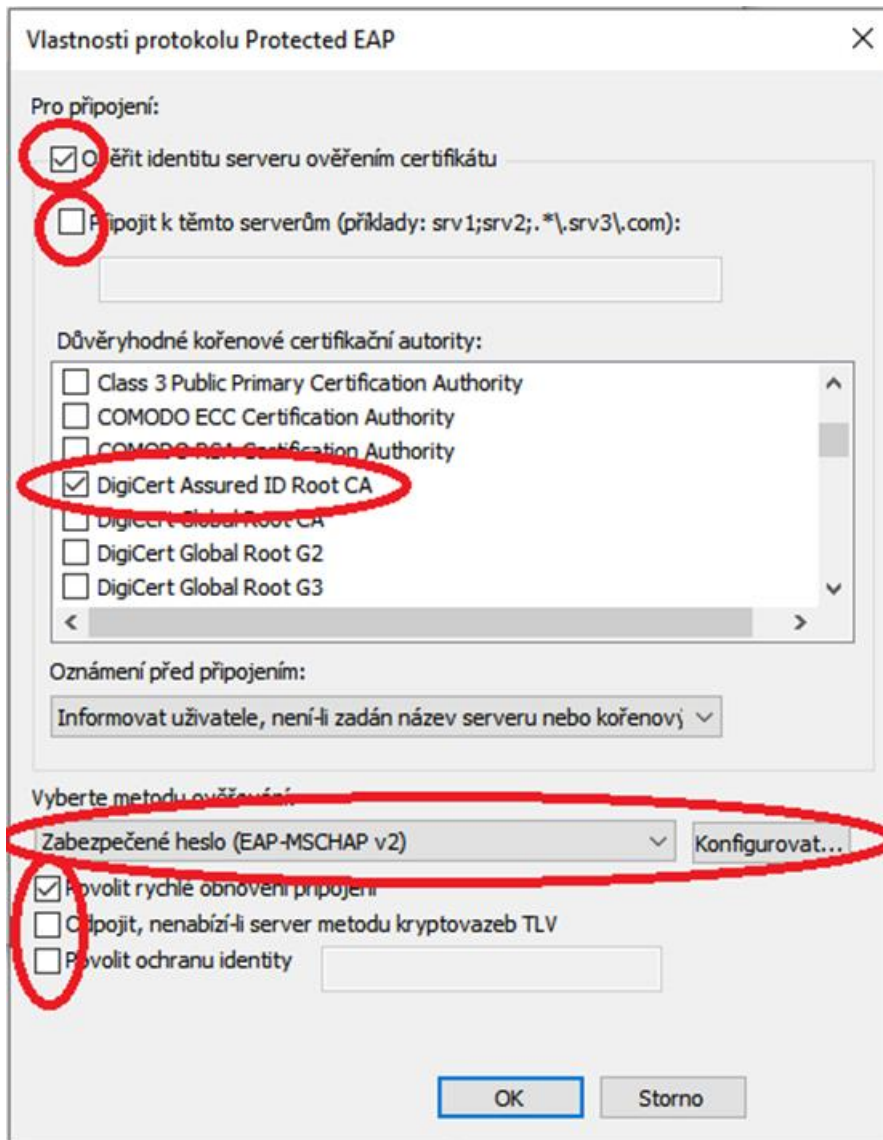 Vlastnosti protokolu Protected EAP
Pro připojení:
Ověřit identitu serveru ověřením certifikátu
Připojit k těmto serverům (příklady: srv1;srv2;.*\.srv3\.com):
Důvěryhodné kořenové certifikační autority:
Class 3 Public Primary Certification Authority
COMODO ECC Certification Authority
COMODO RSA Certification Authority
DigiCert Assured ID Root CA
DigiCert Global Root CA
DigiCert Global Root G2
DigiCert Global Root G3
Oznámení před připojením:
Informovat uživatele, není-li zadán název serveru nebo kořenový
Vyberte metodu ověřování:
Zabezpečené heslo (EAP-MSCHAP v2)
Konfigurovat...
Povolit rychlé obnovení připojení
Odpojit, nenabízí-li server metodu kryptovazeb TLV
Povolit ochranu identity
OK
Storno